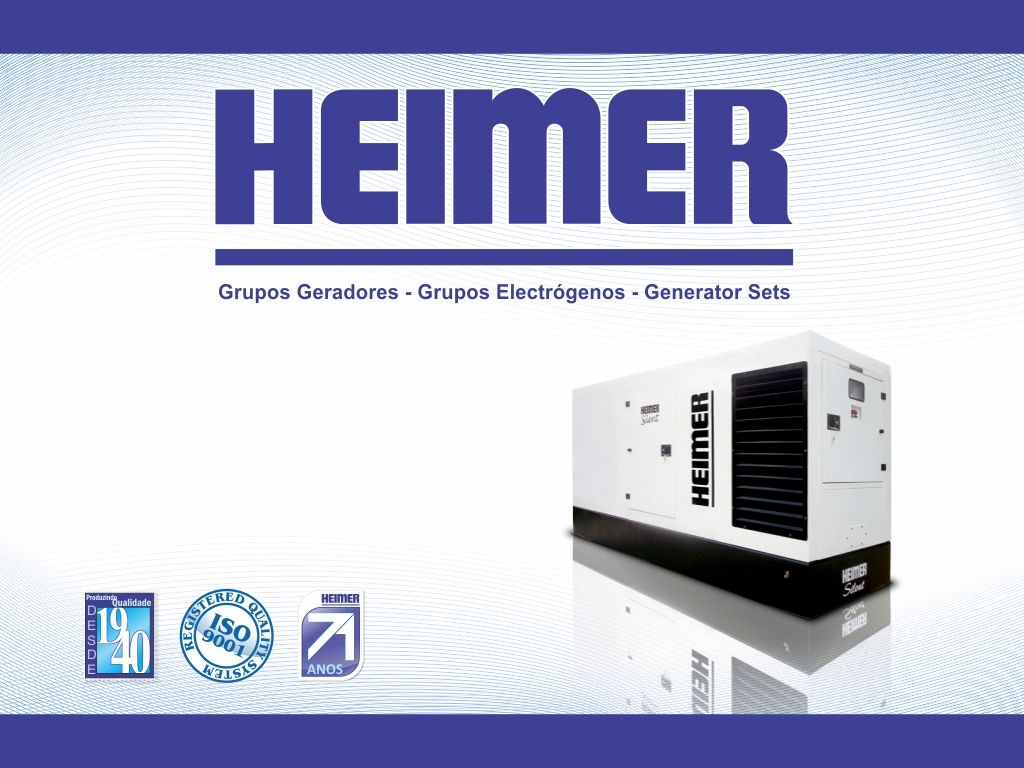 HEIMER
Grupos Geradores - Grupos Electrógenos - Generator Sets
HEIMER
Silent
HEIMER
HEIMER
Silent
Produzindo
Qualidade
DESDE
1940
REGISTERED QUALITY SYSTEM
ISO
9001
HEIMER
71
ANOS